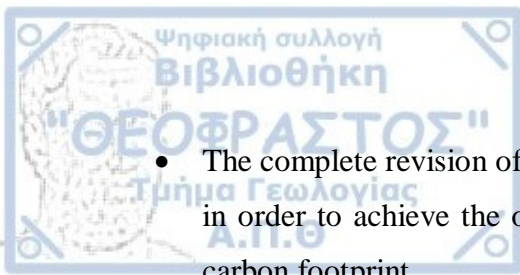 Ψηφιακή συλλογή
Βιβλιοθήκη
"ΘΕΟΦΡΑΣΤΟΣ"
• The complete revision of
Τμήμα Γεωλογίας
in order to achieve the
Α.Π.Θ
carbon footprint